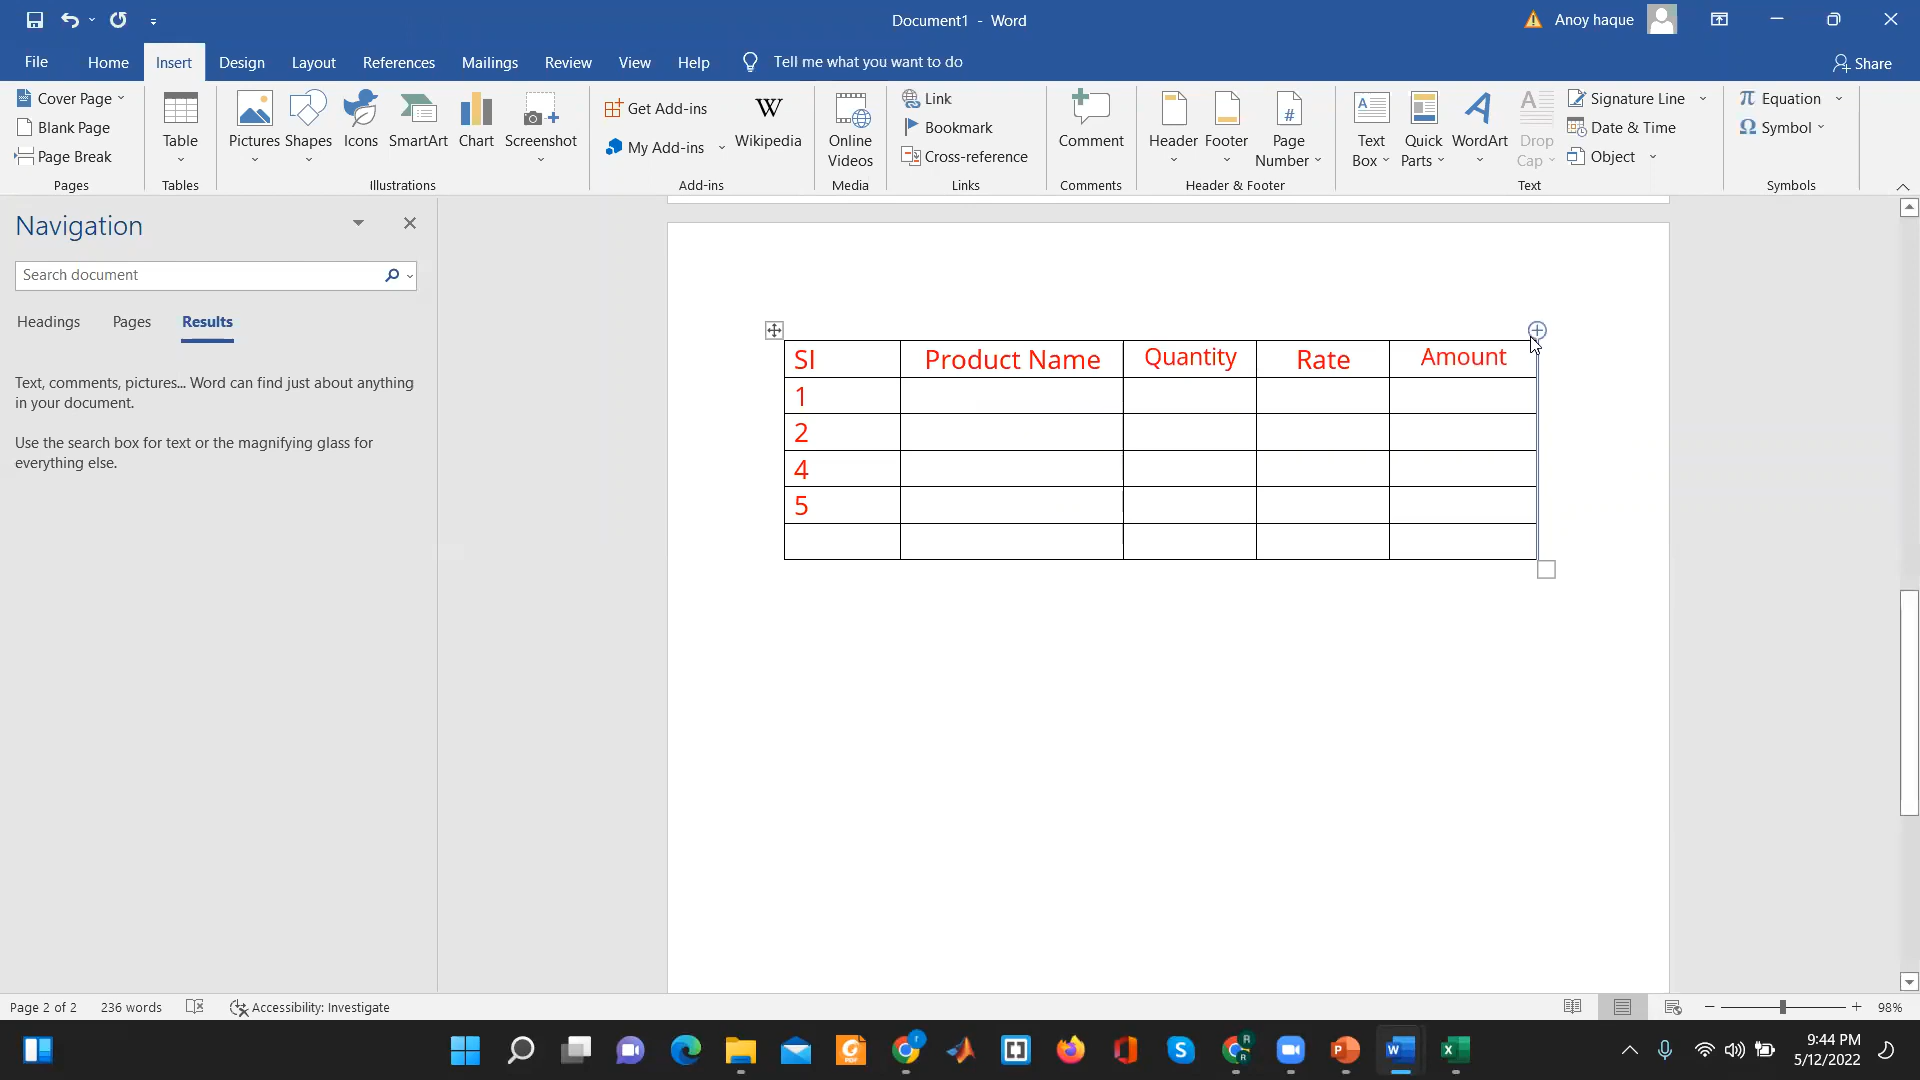 Document1 - Word
Anoy haque
File Home Insert Design Layout References Mailings Review View Help Tell me what you want to do Share
Cover Page
Blank Page
Page Break
Pages
Table
Tables
Pictures Shapes Icons SmartArt Chart Screenshot
Illustrations
Get Add-ins
My Add-ins
Wikipedia
Add-ins
Online
Videos
Media
Link
Bookmark
Cross-reference
Links
Comment
Comments
Header Footer Page
Number
Header & Footer
Text
Box
Quick
Parts
WordArt
Drop
Cap
Signature Line
Date & Time
Object
Text
Equation
Symbol
Symbols
Navigation
Search document
Headings Pages Results
Text, comments, pictures... Word can find just about anything
in your document.
Use the search box for text or the magnifying glass for
everything else.
SI Product Name Quantity Rate Amount
1
2
4
5
Page 2 of 2 236 words Accessibility: Investigate
98%
9:44 PM
5/12/2022